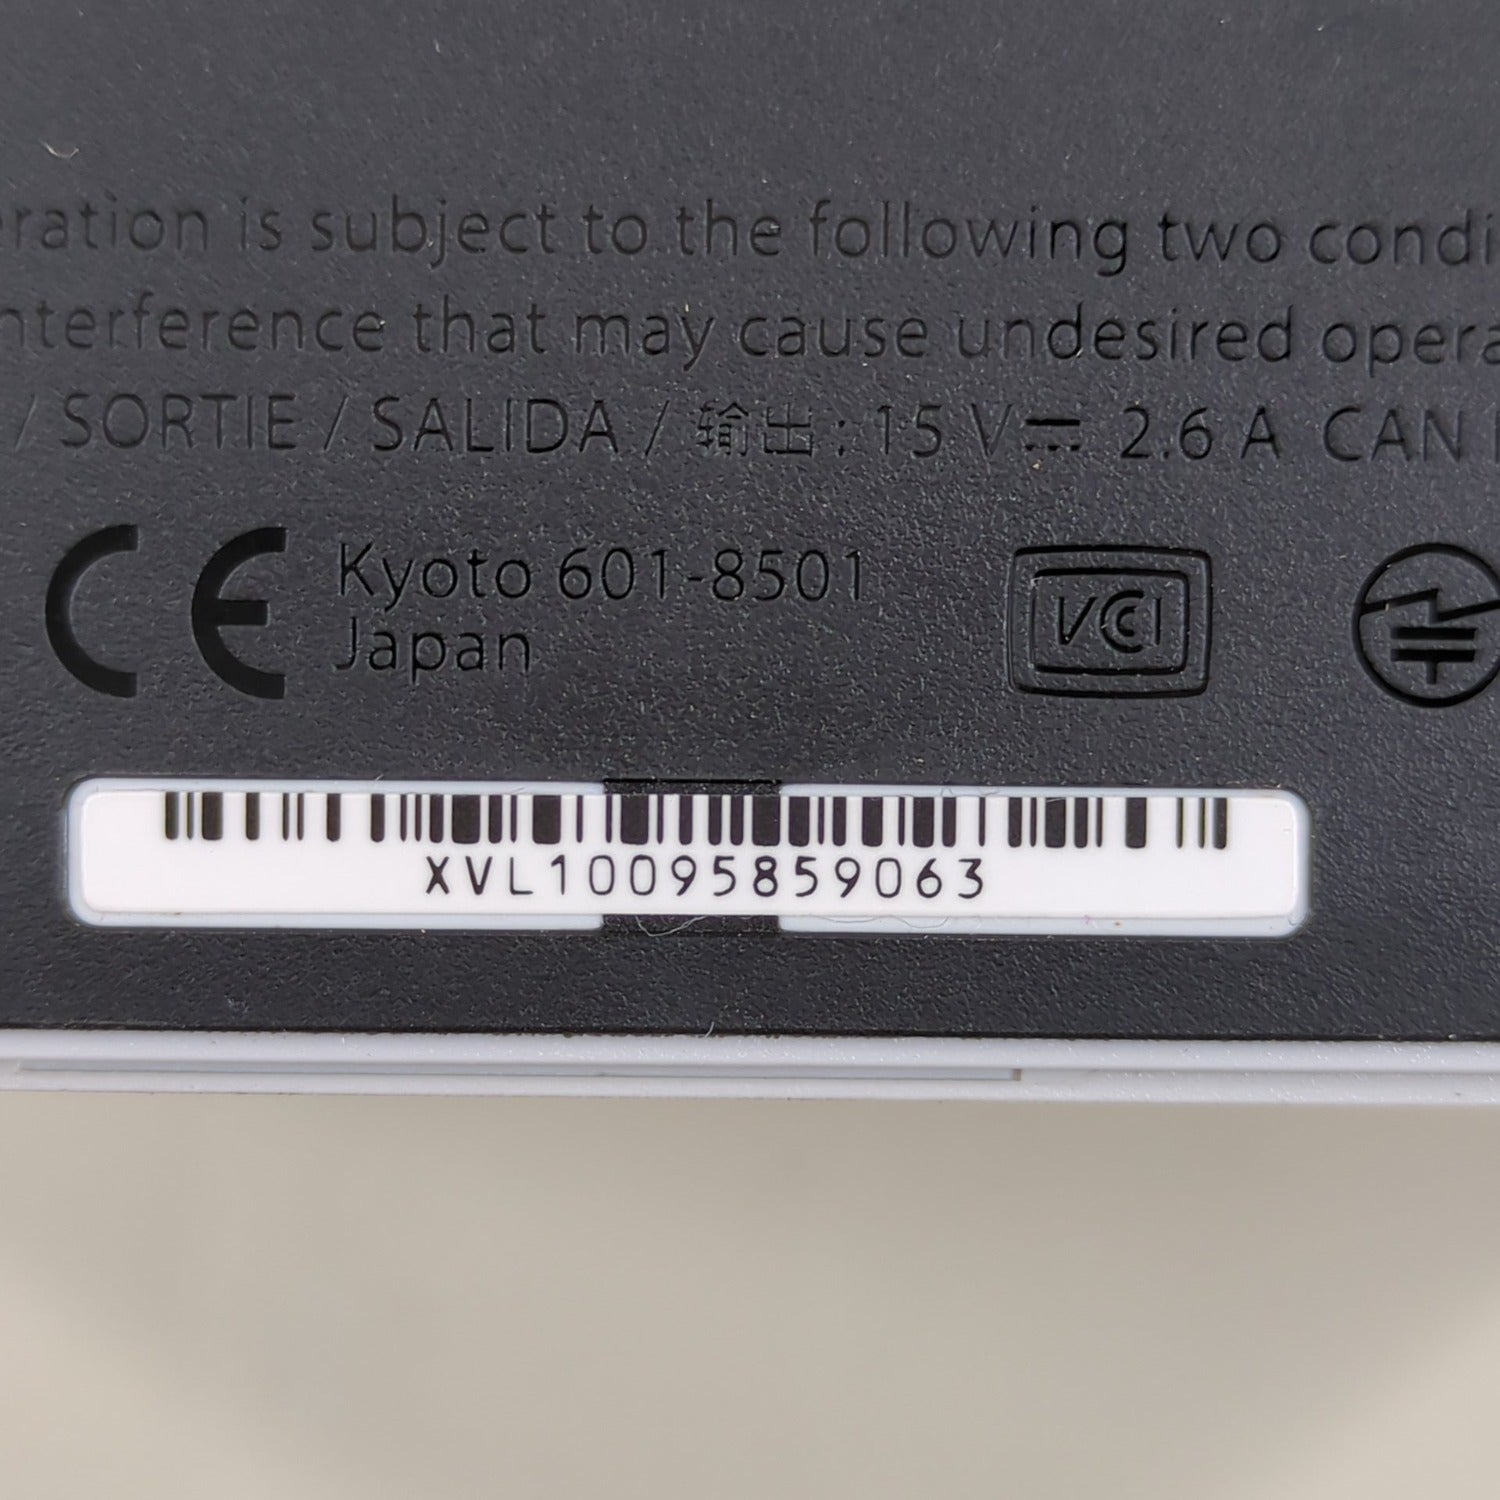 eration is subject to the following two condi
nterference that may cause undesired opera
/ SORTIE / SALIDA / 输出 : 15 V⎓ 2.6 A CAN
CE Kyoto 601-8501 VCCI
Japan
XVL10095859063